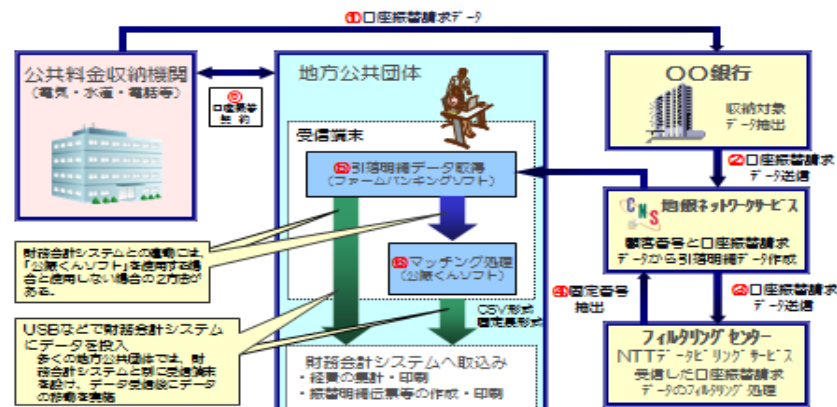 ①口座振替請求データ
公共料金収納機関
(電気・水道・電話等)
口座振替
契約
地方公共団体
受信端末
⑤引落明細データ取得
(ファームバンキングソフト)
⑥マッチング処理
(公振くんソフト)
CSV形式
固定長形式
財務会計システムへ取込み
・経費の集計・印刷
・振替明細伝票等の作成・印刷
財務会計システムとの連動には、
「公振くんソフト」を使用する場
合と使用しない場合の2方法が
ある。
USBなどで財務会計システム
にデータを投入
多くの地方公共団体では、財
務会計システムと別に受信端末
を設け、データ受信後にデータ
の移動を実施
〇〇銀行
収納対象
データ抽出
②口座振替請求
データ送信
CNS 地銀ネットワークサービス
顧客番号と口座振替請求
データから引落明細データ作成
④固定番号
抽出
③口座振替請求
データ送信
フィルタリングセンター
NTTデータビリングサービス
受信した口座振替請求
データのフィルタリング処理